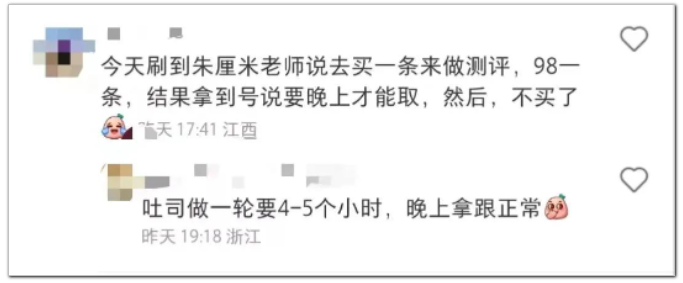 今天刷到朱厘米老师说去买一条来做测评，98一
条，结果拿到号说要晚上才能取，然后，不买了
昨天 17:41 江西
吐司做一轮要4-5个小时，晚上拿跟正常
昨天 19:18 浙江